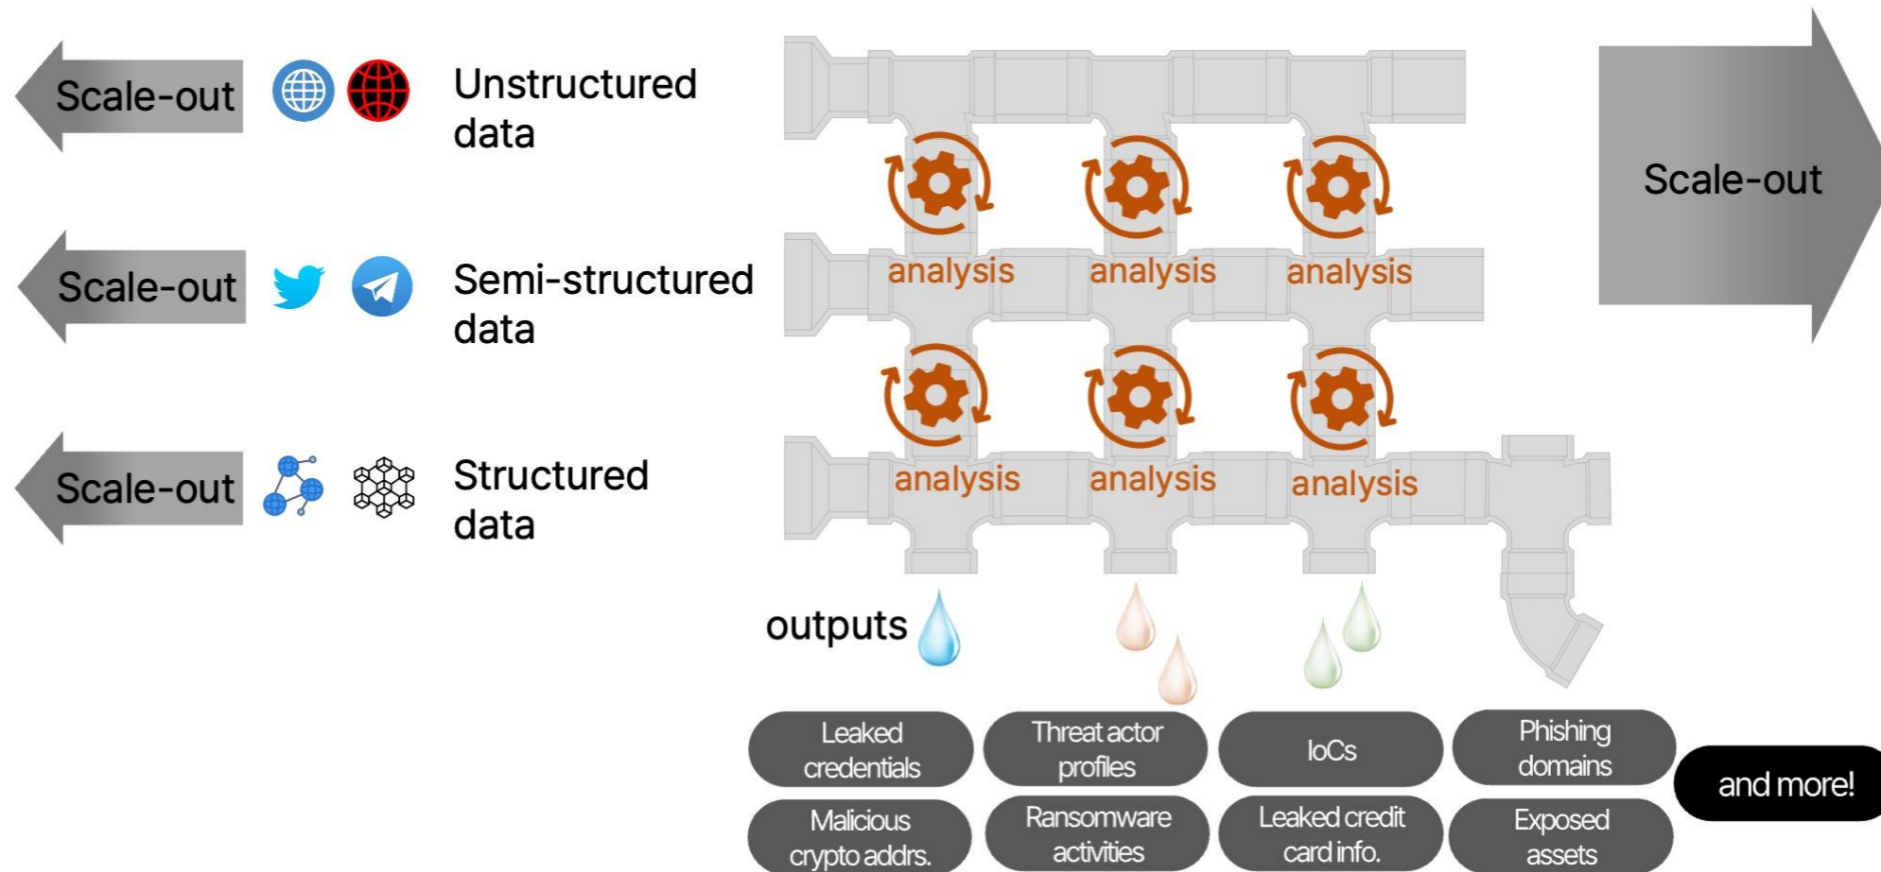 Scale-out
Unstructured
data
Scale-out
Scale-out
Semi-structured
data
analysis
analysis
analysis
Scale-out
Structured
data
analysis
analysis
analysis
outputs
Leaked
credentials
Threat actor
profiles
IoCs
Phishing
domains
and more!
Malicious
crypto addrs.
Ransomware
activities
Leaked credit
card info.
Exposed
assets